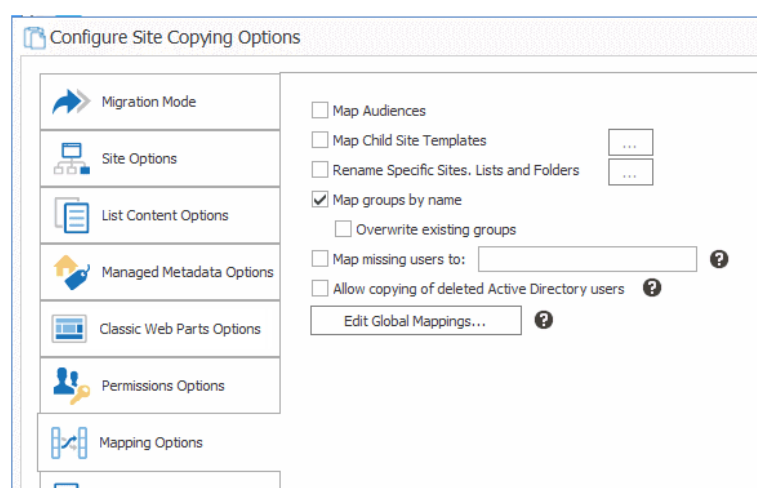 Configure Site Copying Options
Migration Mode
Site Options
List Content Options
Managed Metadata Options
Classic Web Parts Options
Permissions Options
Mapping Options
Map Audiences
Map Child Site Templates
...
Rename Specific Sites. Lists and Folders
...
Map groups by name
Overwrite existing groups
Map missing users to:
?
Allow copying of deleted Active Directory users
?
Edit Global Mappings...
?